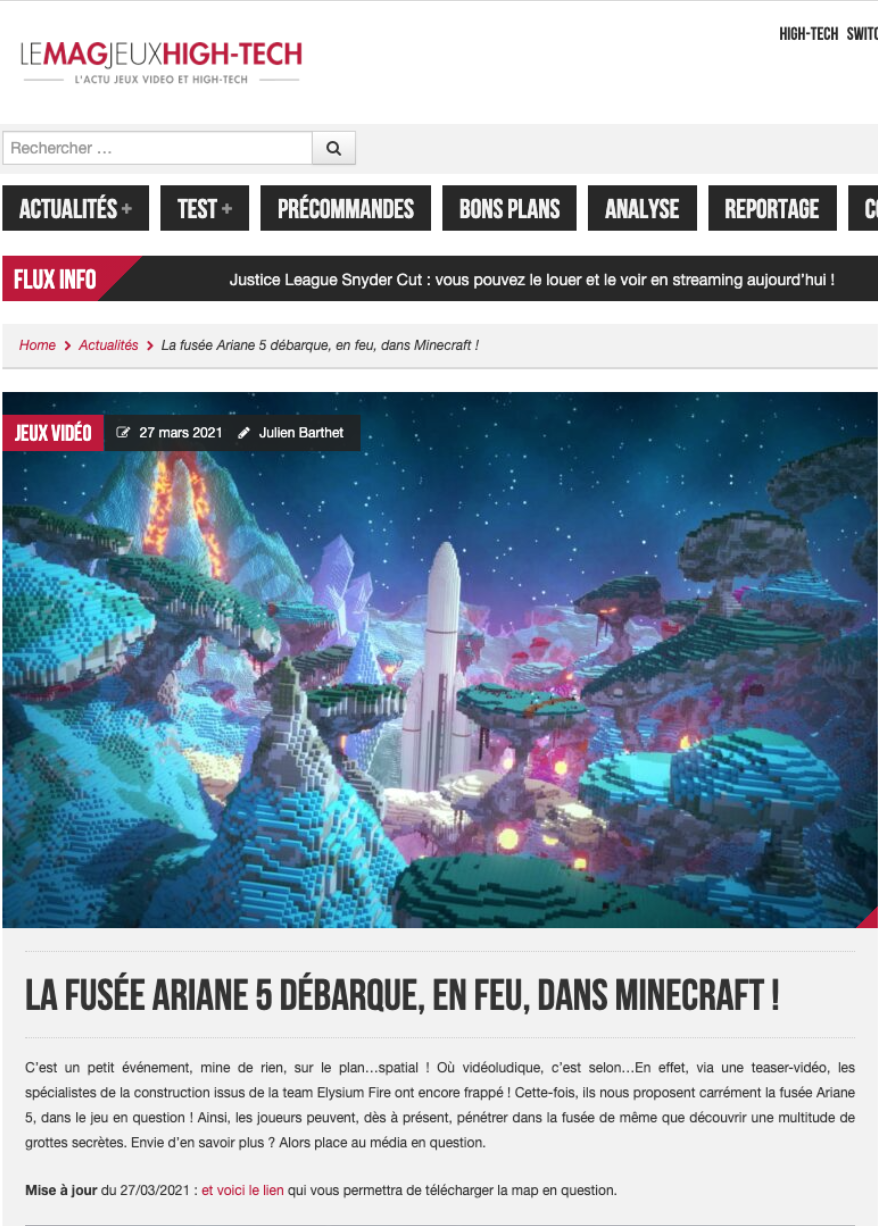 HIGH-TECH
LEMAGJEUXHIGH-TECH
L'ACTU JEUX VIDEO ET HIGH-TECH
Rechercher ...
ACTUALITÉS + TEST + PRÉCOMMANDES BONS PLANS ANALYSE REPORTAGE
FLUX INFO Justice League Snyder Cut : vous pouvez le louer et le voir en streaming aujourd'hui !
Home > Actualités > La fusée Ariane 5 débarque, en feu, dans Minecraft !
JEUX VIDÉO 27 mars 2021 Julien Barthet
LA FUSÉE ARIANE 5 DÉBARQUE, EN FEU, DANS MINECRAFT !
C'est un petit événement, mine de rien, sur le plan...spatial ! Où vidéoludique, c'est selon...En effet, via une teaser-vidéo, les
spécialistes de la construction issus de la team Elysium Fire ont encore frappé ! Cette-fois, ils nous proposent carrément la fusée Ariane
5, dans le jeu en question ! Ainsi, les joueurs peuvent, dès à présent, pénétrer dans la fusée de même que découvrir une multitude de
grottes secrètes. Envie d'en savoir plus ? Alors place au média en question.
Mise à jour du 27/03/2021 : et voici le lien qui vous permettra de télécharger la map en question.